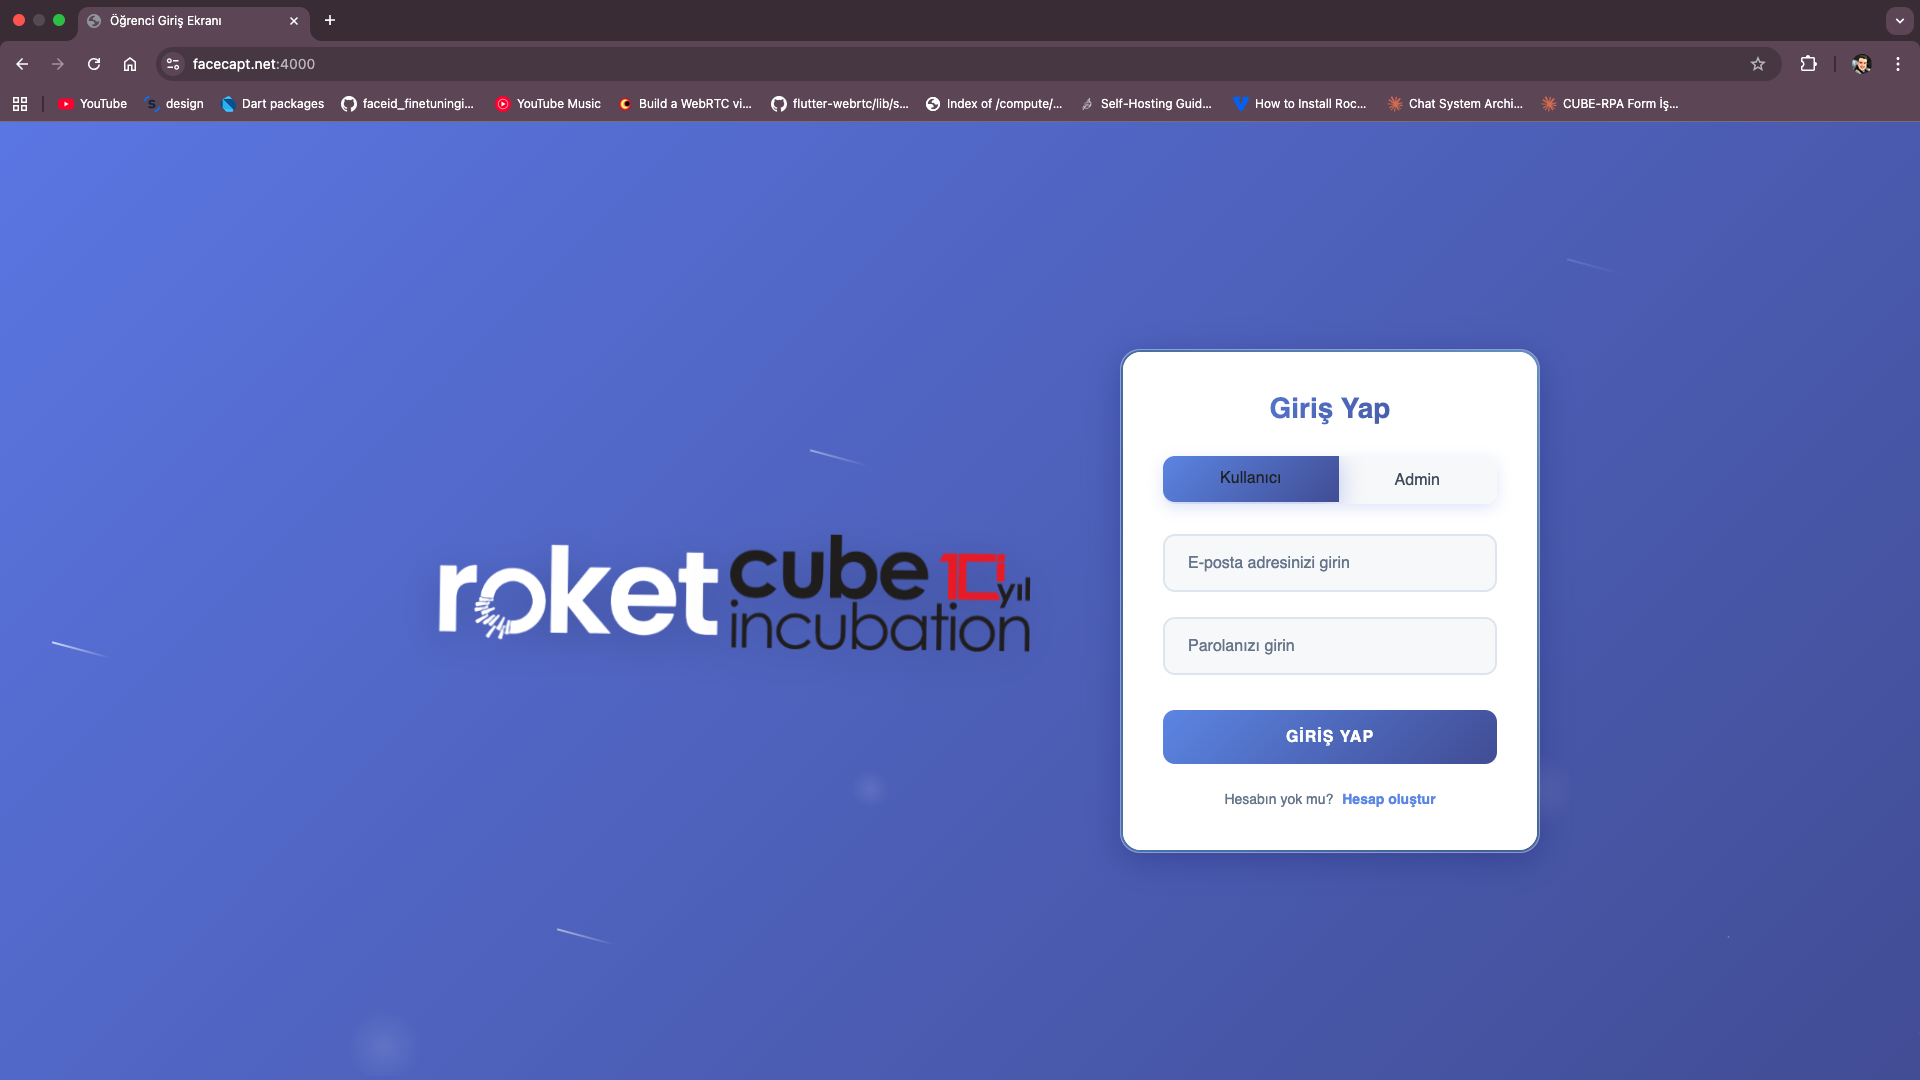 Öğrenci Giriş Ekranı
facecapt.net:4000
YouTube
design
Dart packages
faceid_finetuningi...
YouTube Music
Build a WebRTC vi...
flutter-webrtc/lib/s...
Index of /compute/...
Self-Hosting Guid...
How to Install Roc...
Chat System Archi...
CUBE-RPA Form İş...
roket
cube 10 yıl
incubation
Giriş Yap
Kullanıcı
Admin
E-posta adresinizi girin
Parolanızı girin
GİRİŞ YAP
Hesabın yok mu? Hesap oluştur